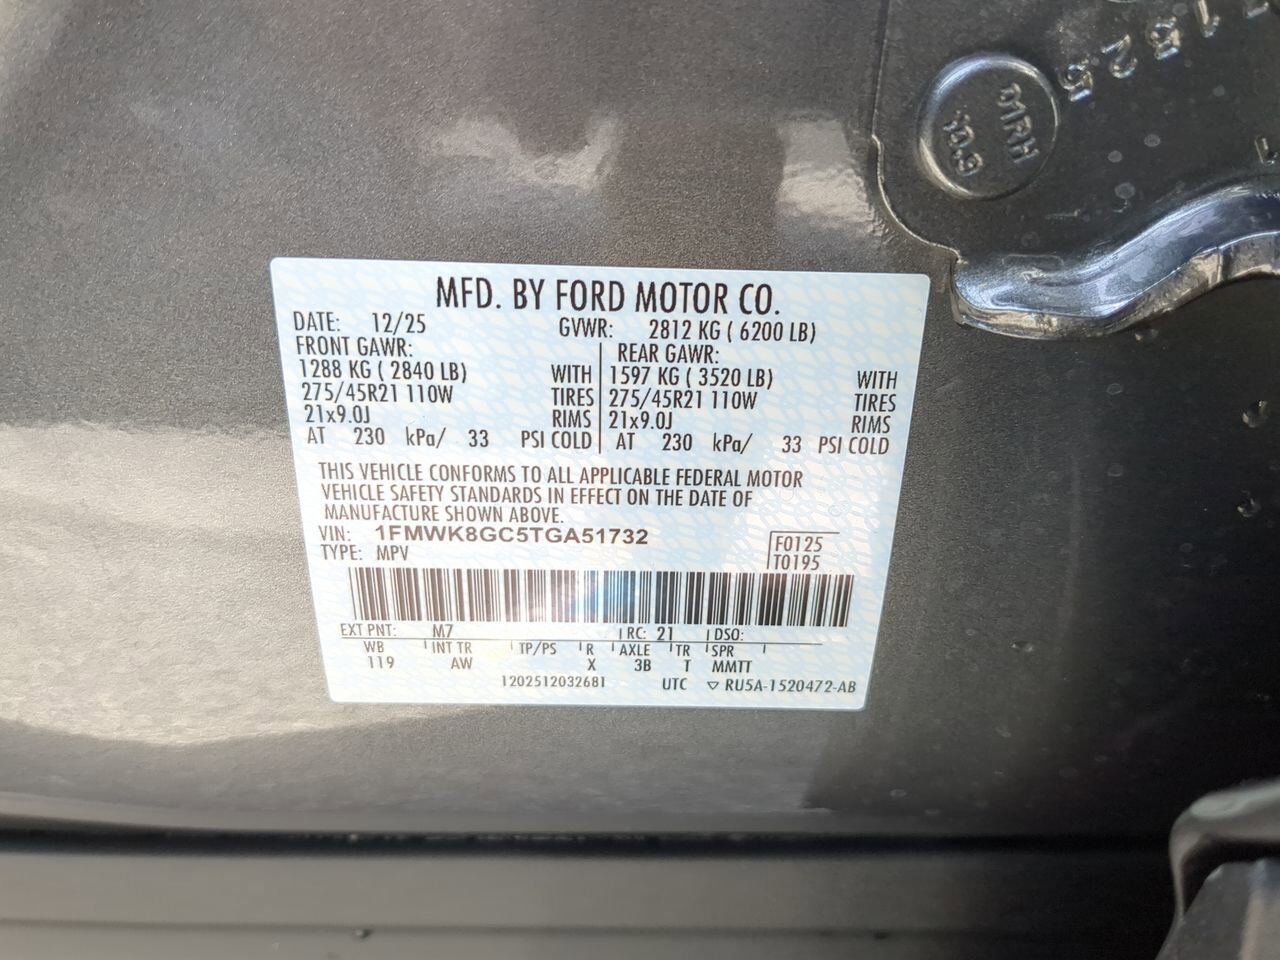 01RH
10.9
MFD. BY FORD MOTOR CO.
DATE: 12/25 GVWR: 2812 KG ( 6200 LB)
FRONT GAWR: REAR GAWR:
1288 KG ( 2840 LB) WITH 1597 KG ( 3520 LB) WITH
275/45R21 110W TIRES 275/45R21 110W TIRES
21x9.0J RIMS 21x9.0J RIMS
AT 230 kPa/ 33 PSI COLD AT 230 kPa/ 33 PSI COLD
THIS VEHICLE CONFORMS TO ALL APPLICABLE FEDERAL MOTOR
VEHICLE SAFETY STANDARDS IN EFFECT ON THE DATE OF
MANUFACTURE SHOWN ABOVE.
VIN: 1FMWK8GC5TGA51732 F0125
TYPE: MPV T0195
EXT PNT: M7 RC: 21 DSO:
WB INT TR TP/PS R AXLE TR SPR
119 AW X 3B T MMTT
1202512032681 UTC ▽ RU5A-1520472-AB